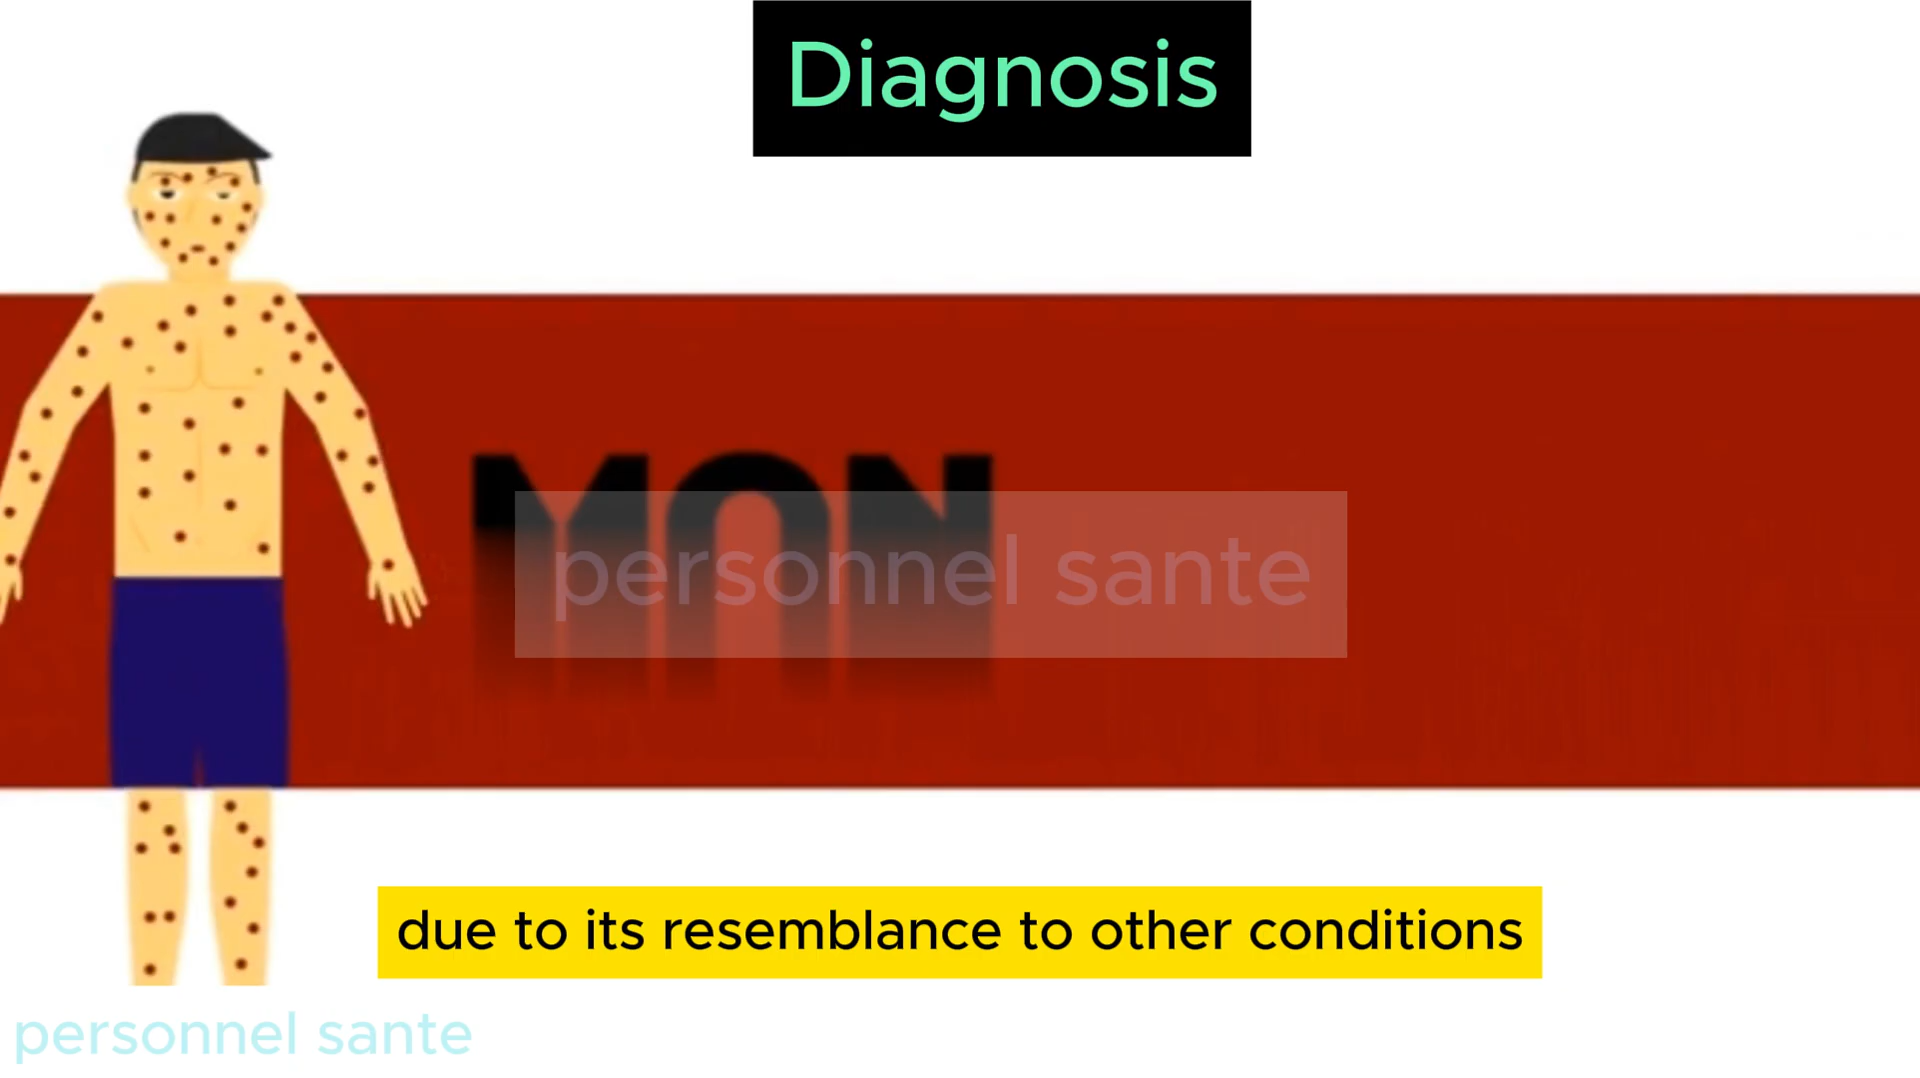 Diagnosis
MON
personnel sante
due to its resemblance to other conditions
personnel sante